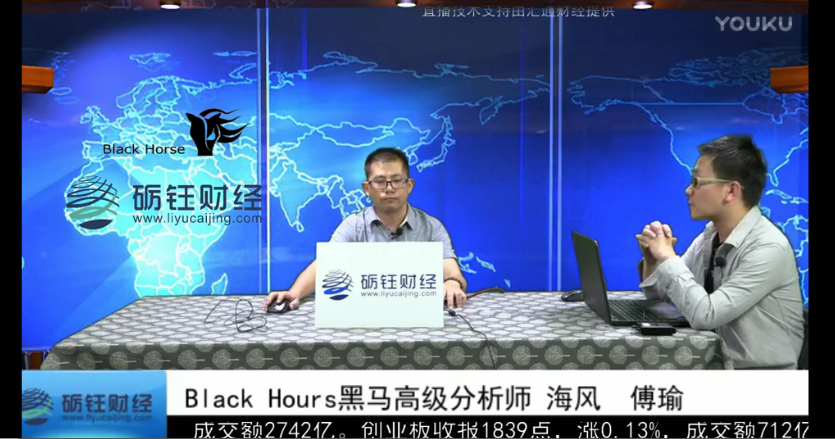 直播技术支持由汇通财经提供
YOUKU
Black Horse
砺钰财经
www.liyucaijing.com
砺钰财经
www.liyucaijing.com
砺钰财经
Black Hours黑马高级分析师 海风 傅瑜
成交额2742亿。创业板收报1839点，涨0.13%，成交额712亿